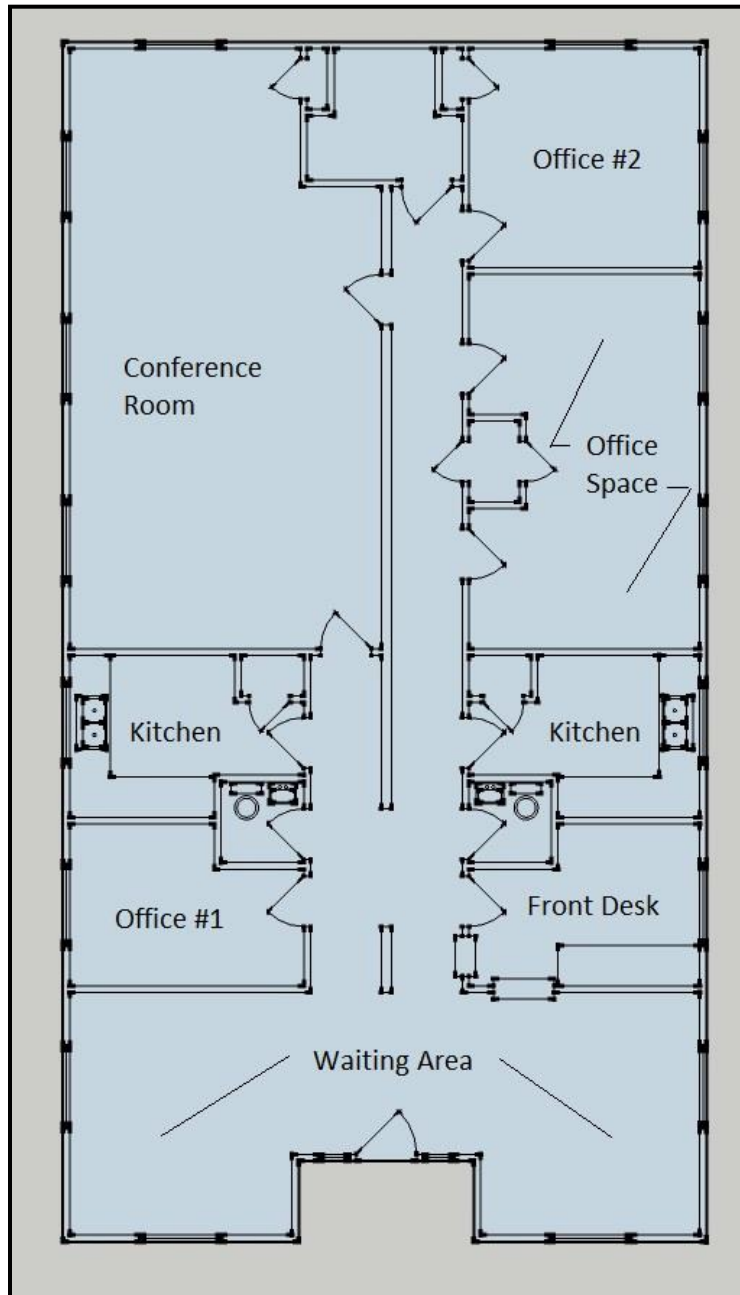 Office #2
Conference
Room
Office
Space
Kitchen
Kitchen
Office #1
Front Desk
Waiting Area